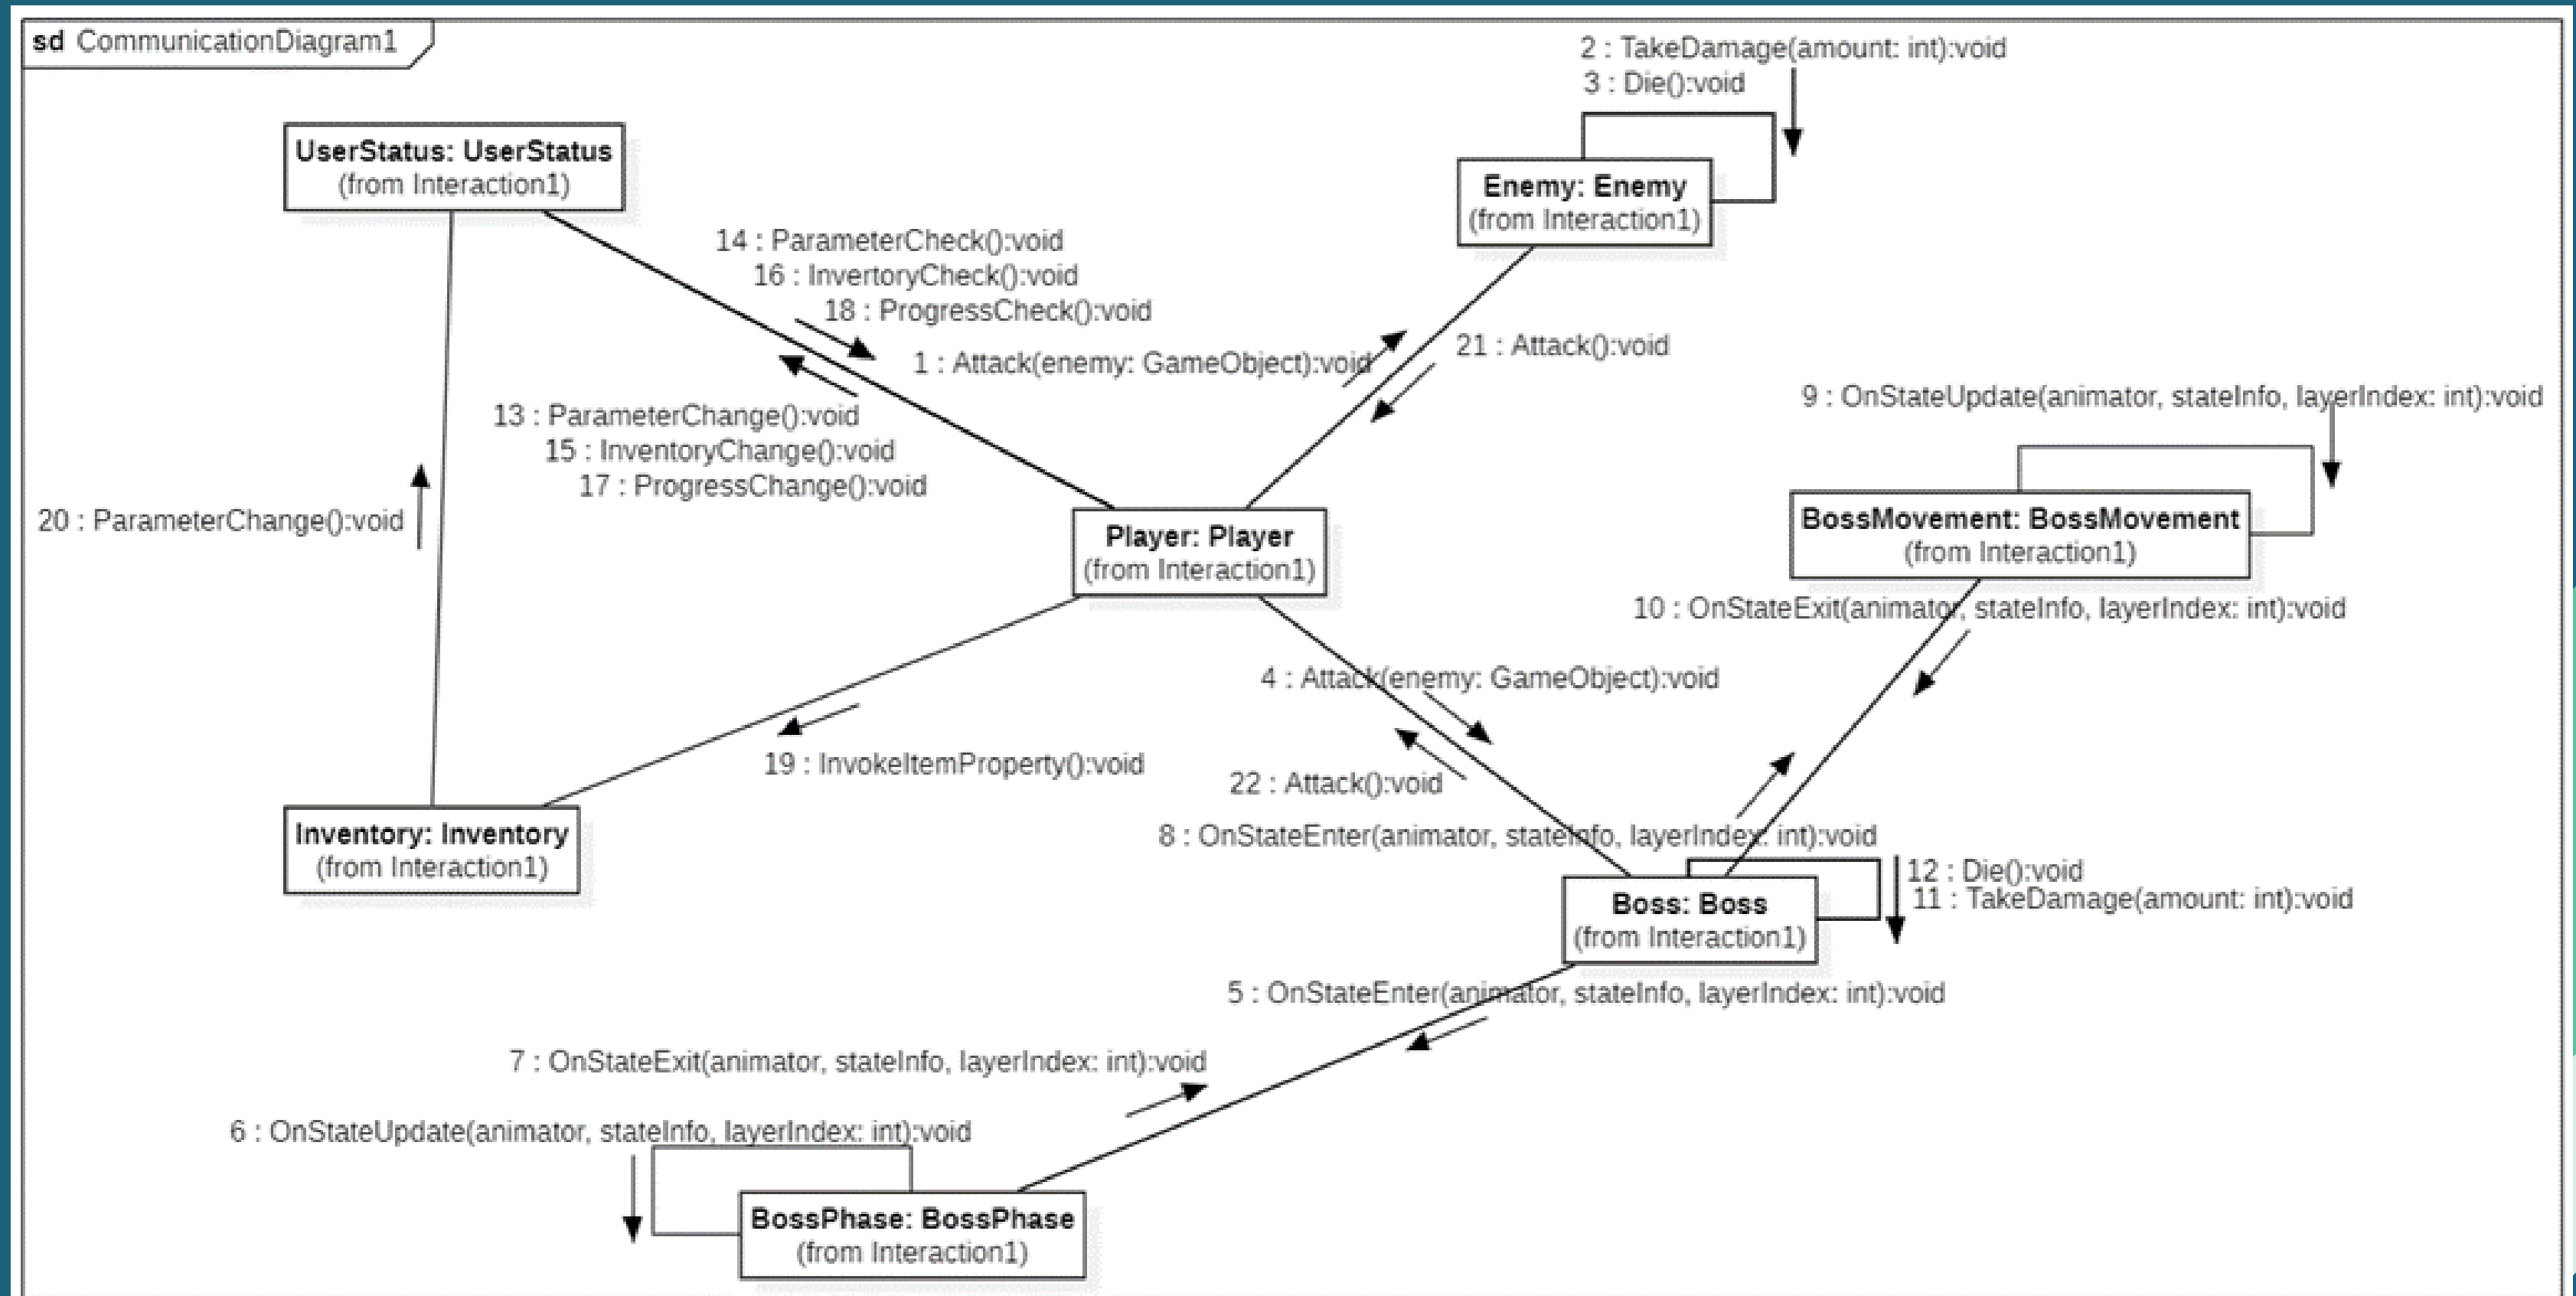 sd CommunicationDiagram1
2 : TakeDamage(amount: int):void
3 : Die():void
UserStatus: UserStatus
(from Interaction1)
Enemy: Enemy
(from Interaction1)
14 : ParameterCheck():void
16 : InvertoryCheck():void
18 : ProgressCheck():void
1 : Attack(enemy: GameObject):void
21 : Attack():void
13 : ParameterChange():void
15 : InventoryChange():void
17 : ProgressChange():void
9 : OnStateUpdate(animator, stateInfo, layerIndex: int):void
20 : ParameterChange():void
Player: Player
(from Interaction1)
BossMovement: BossMovement
(from Interaction1)
10 : OnStateExit(animator, stateInfo, layerIndex: int):void
4 : Attack(enemy: GameObject):void
19 : InvokeItemProperty():void
22 : Attack():void
8 : OnStateEnter(animator, stateInfo, layerIndex: int):void
Inventory: Inventory
(from Interaction1)
12 : Die():void
11 : TakeDamage(amount: int):void
Boss: Boss
(from Interaction1)
5 : OnStateEnter(animator, stateInfo, layerIndex: int):void
7 : OnStateExit(animator, stateInfo, layerIndex: int):void
6 : OnStateUpdate(animator, stateInfo, layerIndex: int):void
BossPhase: BossPhase
(from Interaction1)